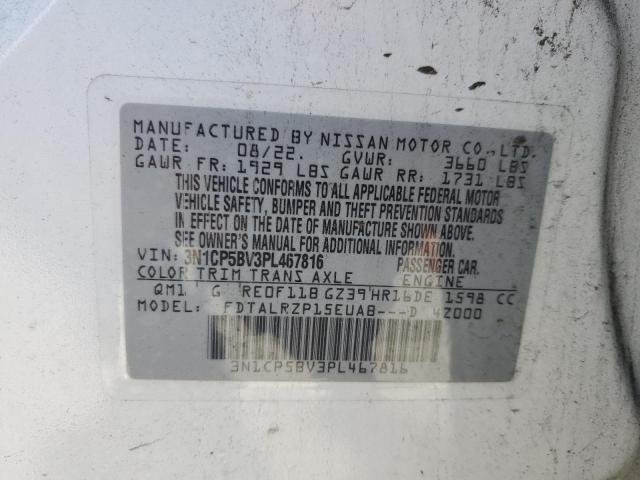 MANUFACTURED BY NISSAN MOTOR CO., LTD.
DATE: 08/22. GVWR: 3660 LBS
GAWR FR: 1929 LBS GAWR RR: 1731 LBS
THIS VEHICLE CONFORMS TO ALL APPLICABLE FEDERAL MOTOR
VEHICLE SAFETY, BUMPER AND THEFT PREVENTION STANDARDS
IN EFFECT ON THE DATE OF MANUFACTURE SHOWN ABOVE.
SEE OWNER'S MANUAL FOR ADDITIONAL INFORMATION.
VIN: 3N1CP5BV3PL467816 PASSENGER CAR.
COLOR TRIM TRANS AXLE ENGINE
QM1 G RE0F11B GZ39 HR16DE 1598 CC
MODEL: FDTALRZP15EUAB---D 4Z000
3N1CP5BV3PL467816